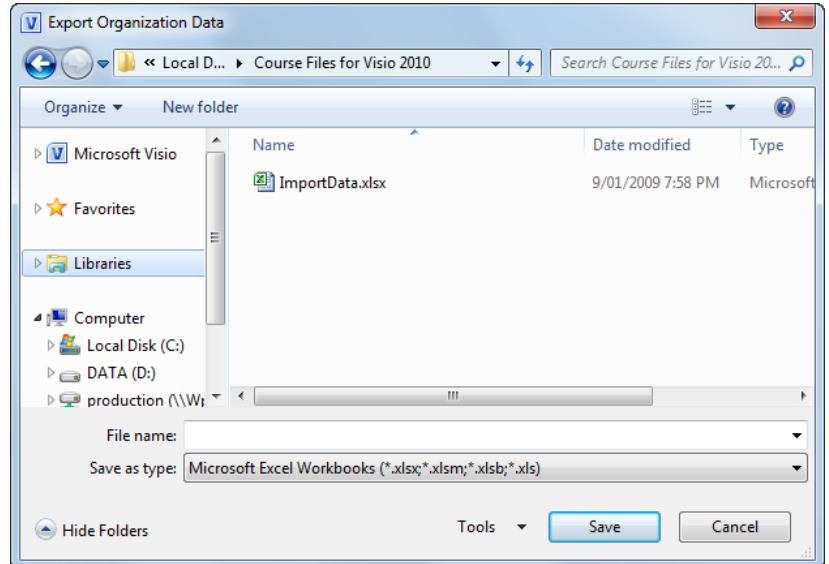 Export Organization Data
« Local D... ▸ Course Files for Visio 2010
Search Course Files for Visio 20...
Organize New folder
Name Date modified Type
Microsoft Visio
ImportData.xlsx 9/01/2009 7:58 PM Microsoft
Favorites
Libraries
Computer
Local Disk (C:)
DATA (D:)
production (\\Wp
File name:
Save as type: Microsoft Excel Workbooks (*.xlsx;*.xlsm;*.xlsb;*.xls)
Hide Folders Tools Save Cancel